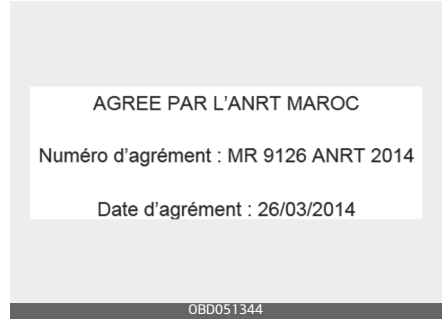 AGREE PAR L'ANRT MAROC
Numéro d'agrément : MR 9126 ANRT 2014
Date d'agrément : 26/03/2014
OBD051344